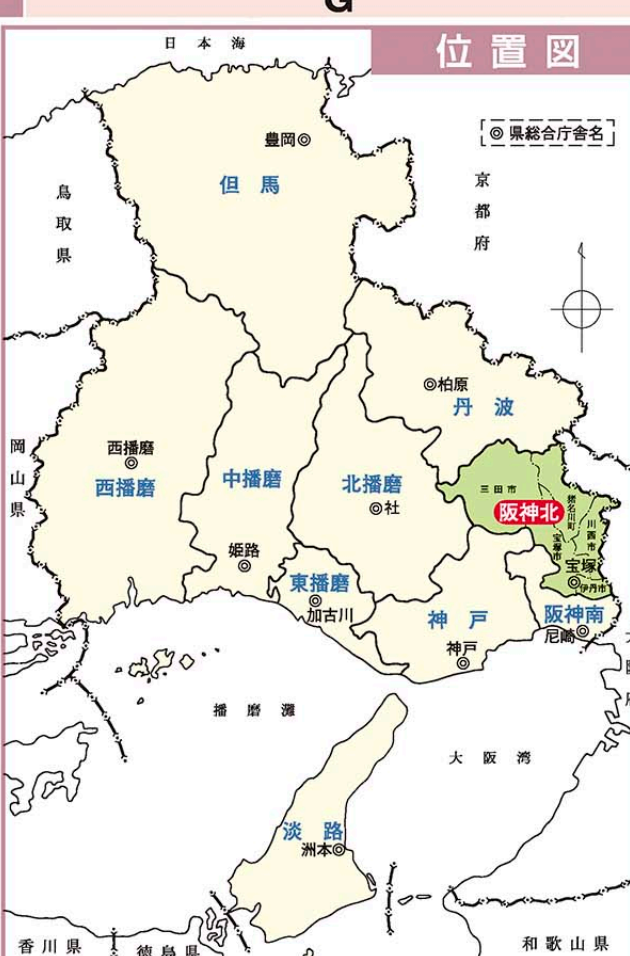 G
日本海
位置図
◎県総合庁舎名
豊岡◎
但馬
鳥取県
京都府
◎柏原
丹波
岡山県
西播磨
◎
西播磨
中播磨
北播磨
◎社
三田市
阪神北
猪名川町
川西市
宝塚市
宝塚
◎
伊丹市
姫路
◎
東播磨
◎
加古川
神戸
神戸
◎
阪神南
尼崎◎
播磨灘
大阪湾
淡路
洲本◎
香川県
徳島県
和歌山県